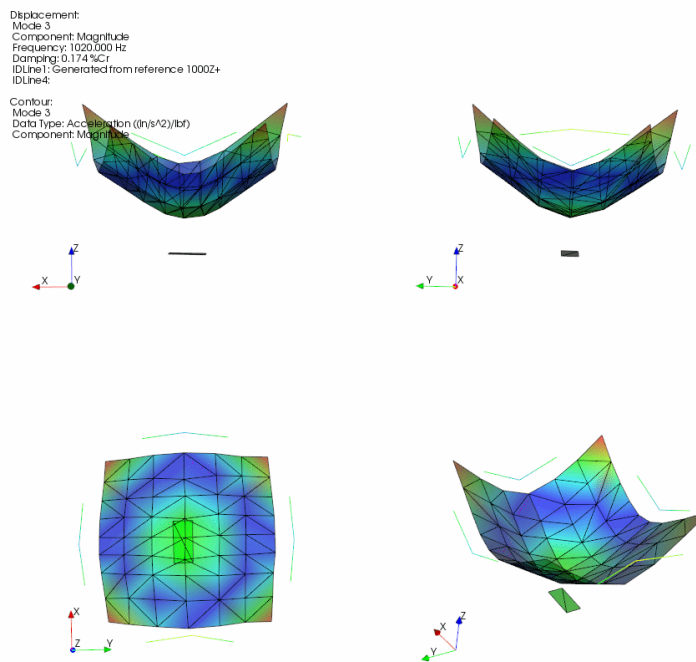 Displacement:
Mode 3
Component: Magnitude
Frequency: 1020.000 Hz
Damping: 0.174 %Cr
IDLine1: Generated from reference 1000Z+
IDLine4:
Contour:
Mode 3
Data Type: Acceleration ((in/s^2)/lbf)
Component: Magnitude
Z
X
Y
Z
Y
X
X
Z
Y
Z
X
Y